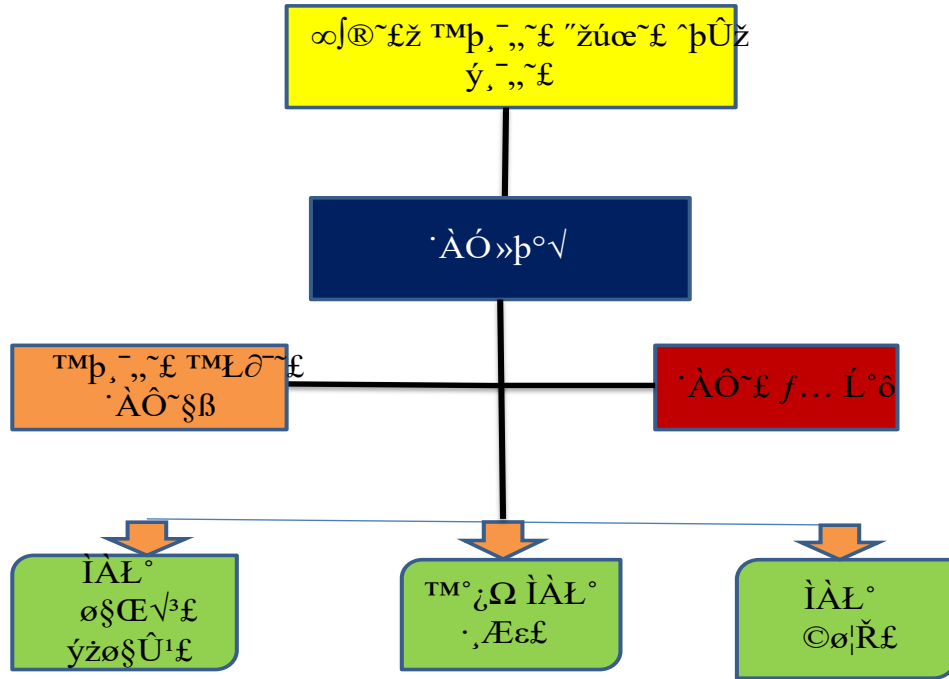 ∞∫®˜£ž ™þ¸¯„˜£ ˝žúœ˜£ ˆþÛž
ý¸¯„˜£
˙ÀÓ»þ°√
™þ¸¯„˜£ ™Ł∂¯˜£
˙ÀÔ˜§ß
˙ÀÔ˜£ ƒ… Ĺ°ô
ÌÀŁ°
ø§Œ√³£
ýżø§Û¹£
™°¿Ω ÌÀŁ°
·¸Æε£
ÌÀŁ°
©ø¦Ř£